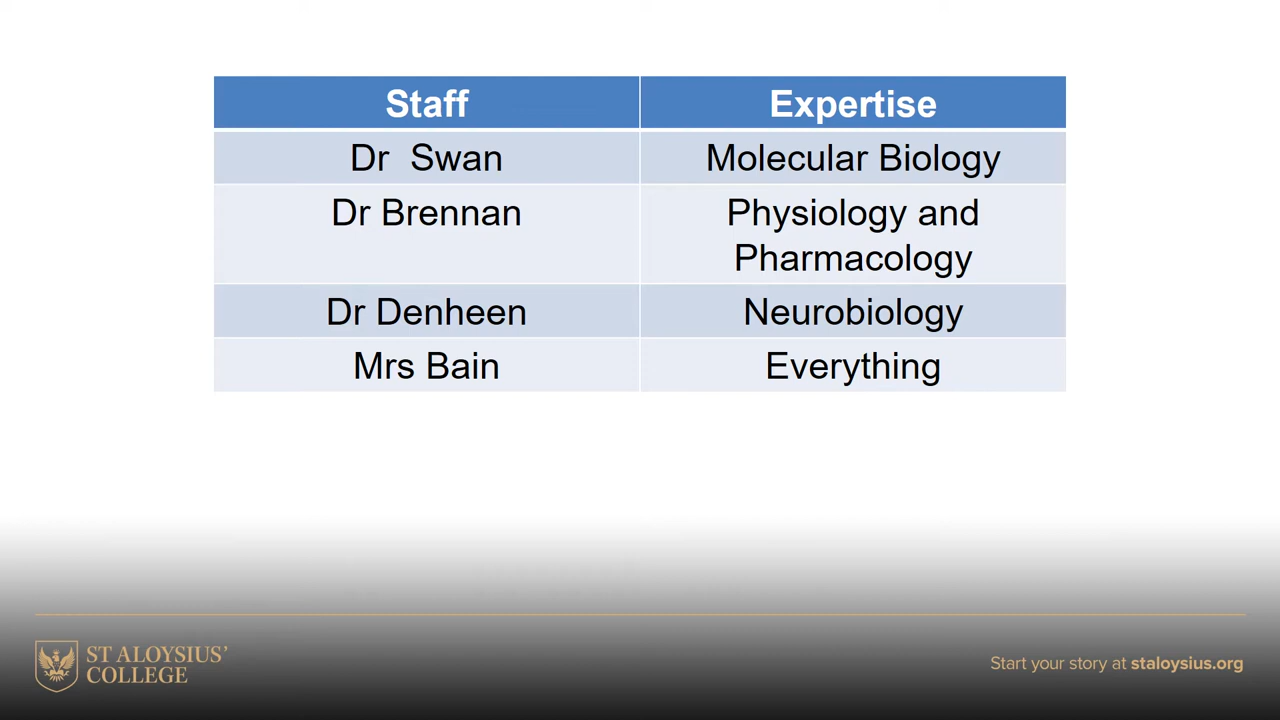 Staff Expertise
Dr Swan Molecular Biology
Dr Brennan Physiology and
Pharmacology
Dr Denheen Neurobiology
Mrs Bain Everything
ST ALOYSIUS'
COLLEGE
Start your story at staloysius.org